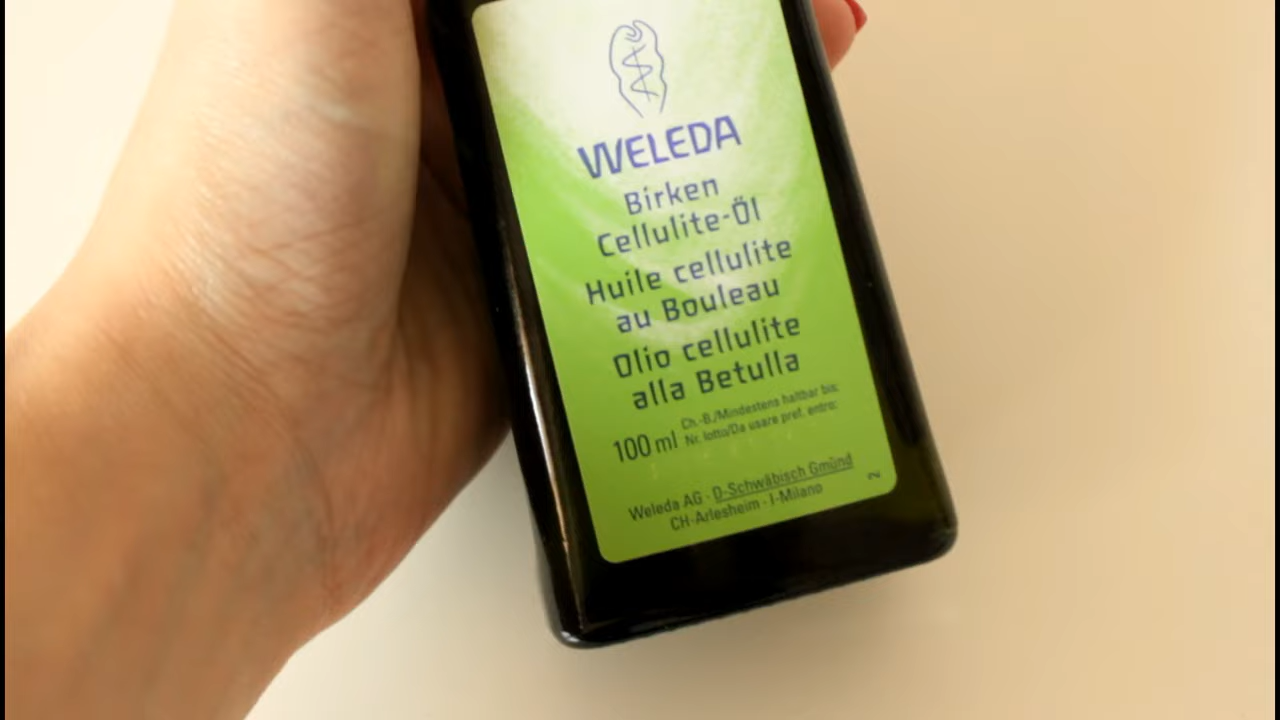 WELEDA
Birken
Cellulite-Öl
Huile cellulite
au Bouleau
Olio cellulite
alla Betulla
100 ml
Ch.-B./Mindestens haltbar bis:
Nr. lotto/Da usare pref. entro:
Weleda AG · D-Schwäbisch Gmünd
CH-Arlesheim · I-Milano
2